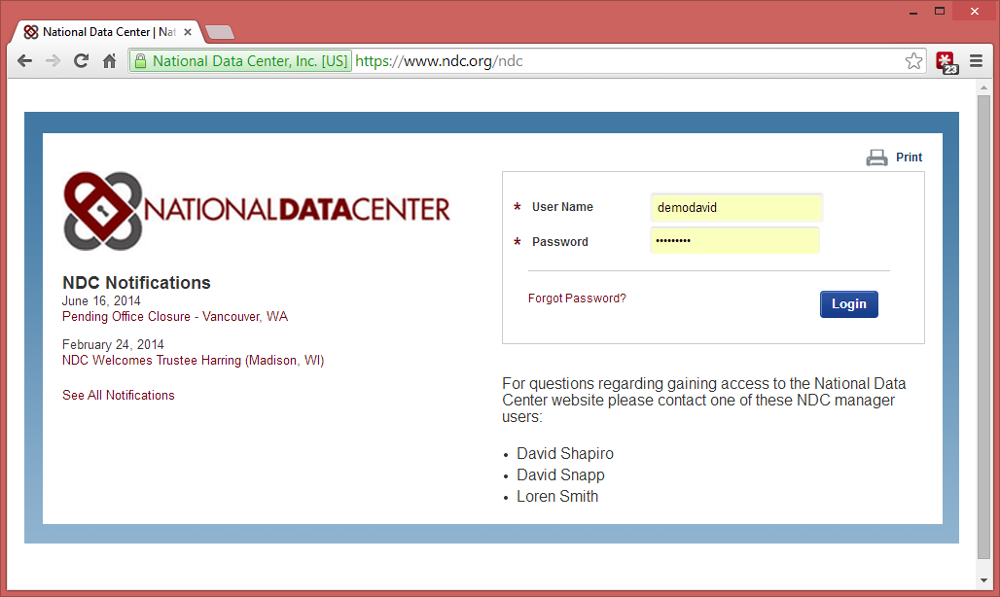 National Data Center | Nat
National Data Center, Inc. [US] https://www.ndc.org/ndc
23
Print
NATIONALDATACENTER
* User Name demodavid
* Password •••••••••
Forgot Password?
Login
NDC Notifications
June 16, 2014
Pending Office Closure - Vancouver, WA
February 24, 2014
NDC Welcomes Trustee Harring (Madison, WI)
See All Notifications
For questions regarding gaining access to the National Data
Center website please contact one of these NDC manager
users:
• David Shapiro
• David Snapp
• Loren Smith